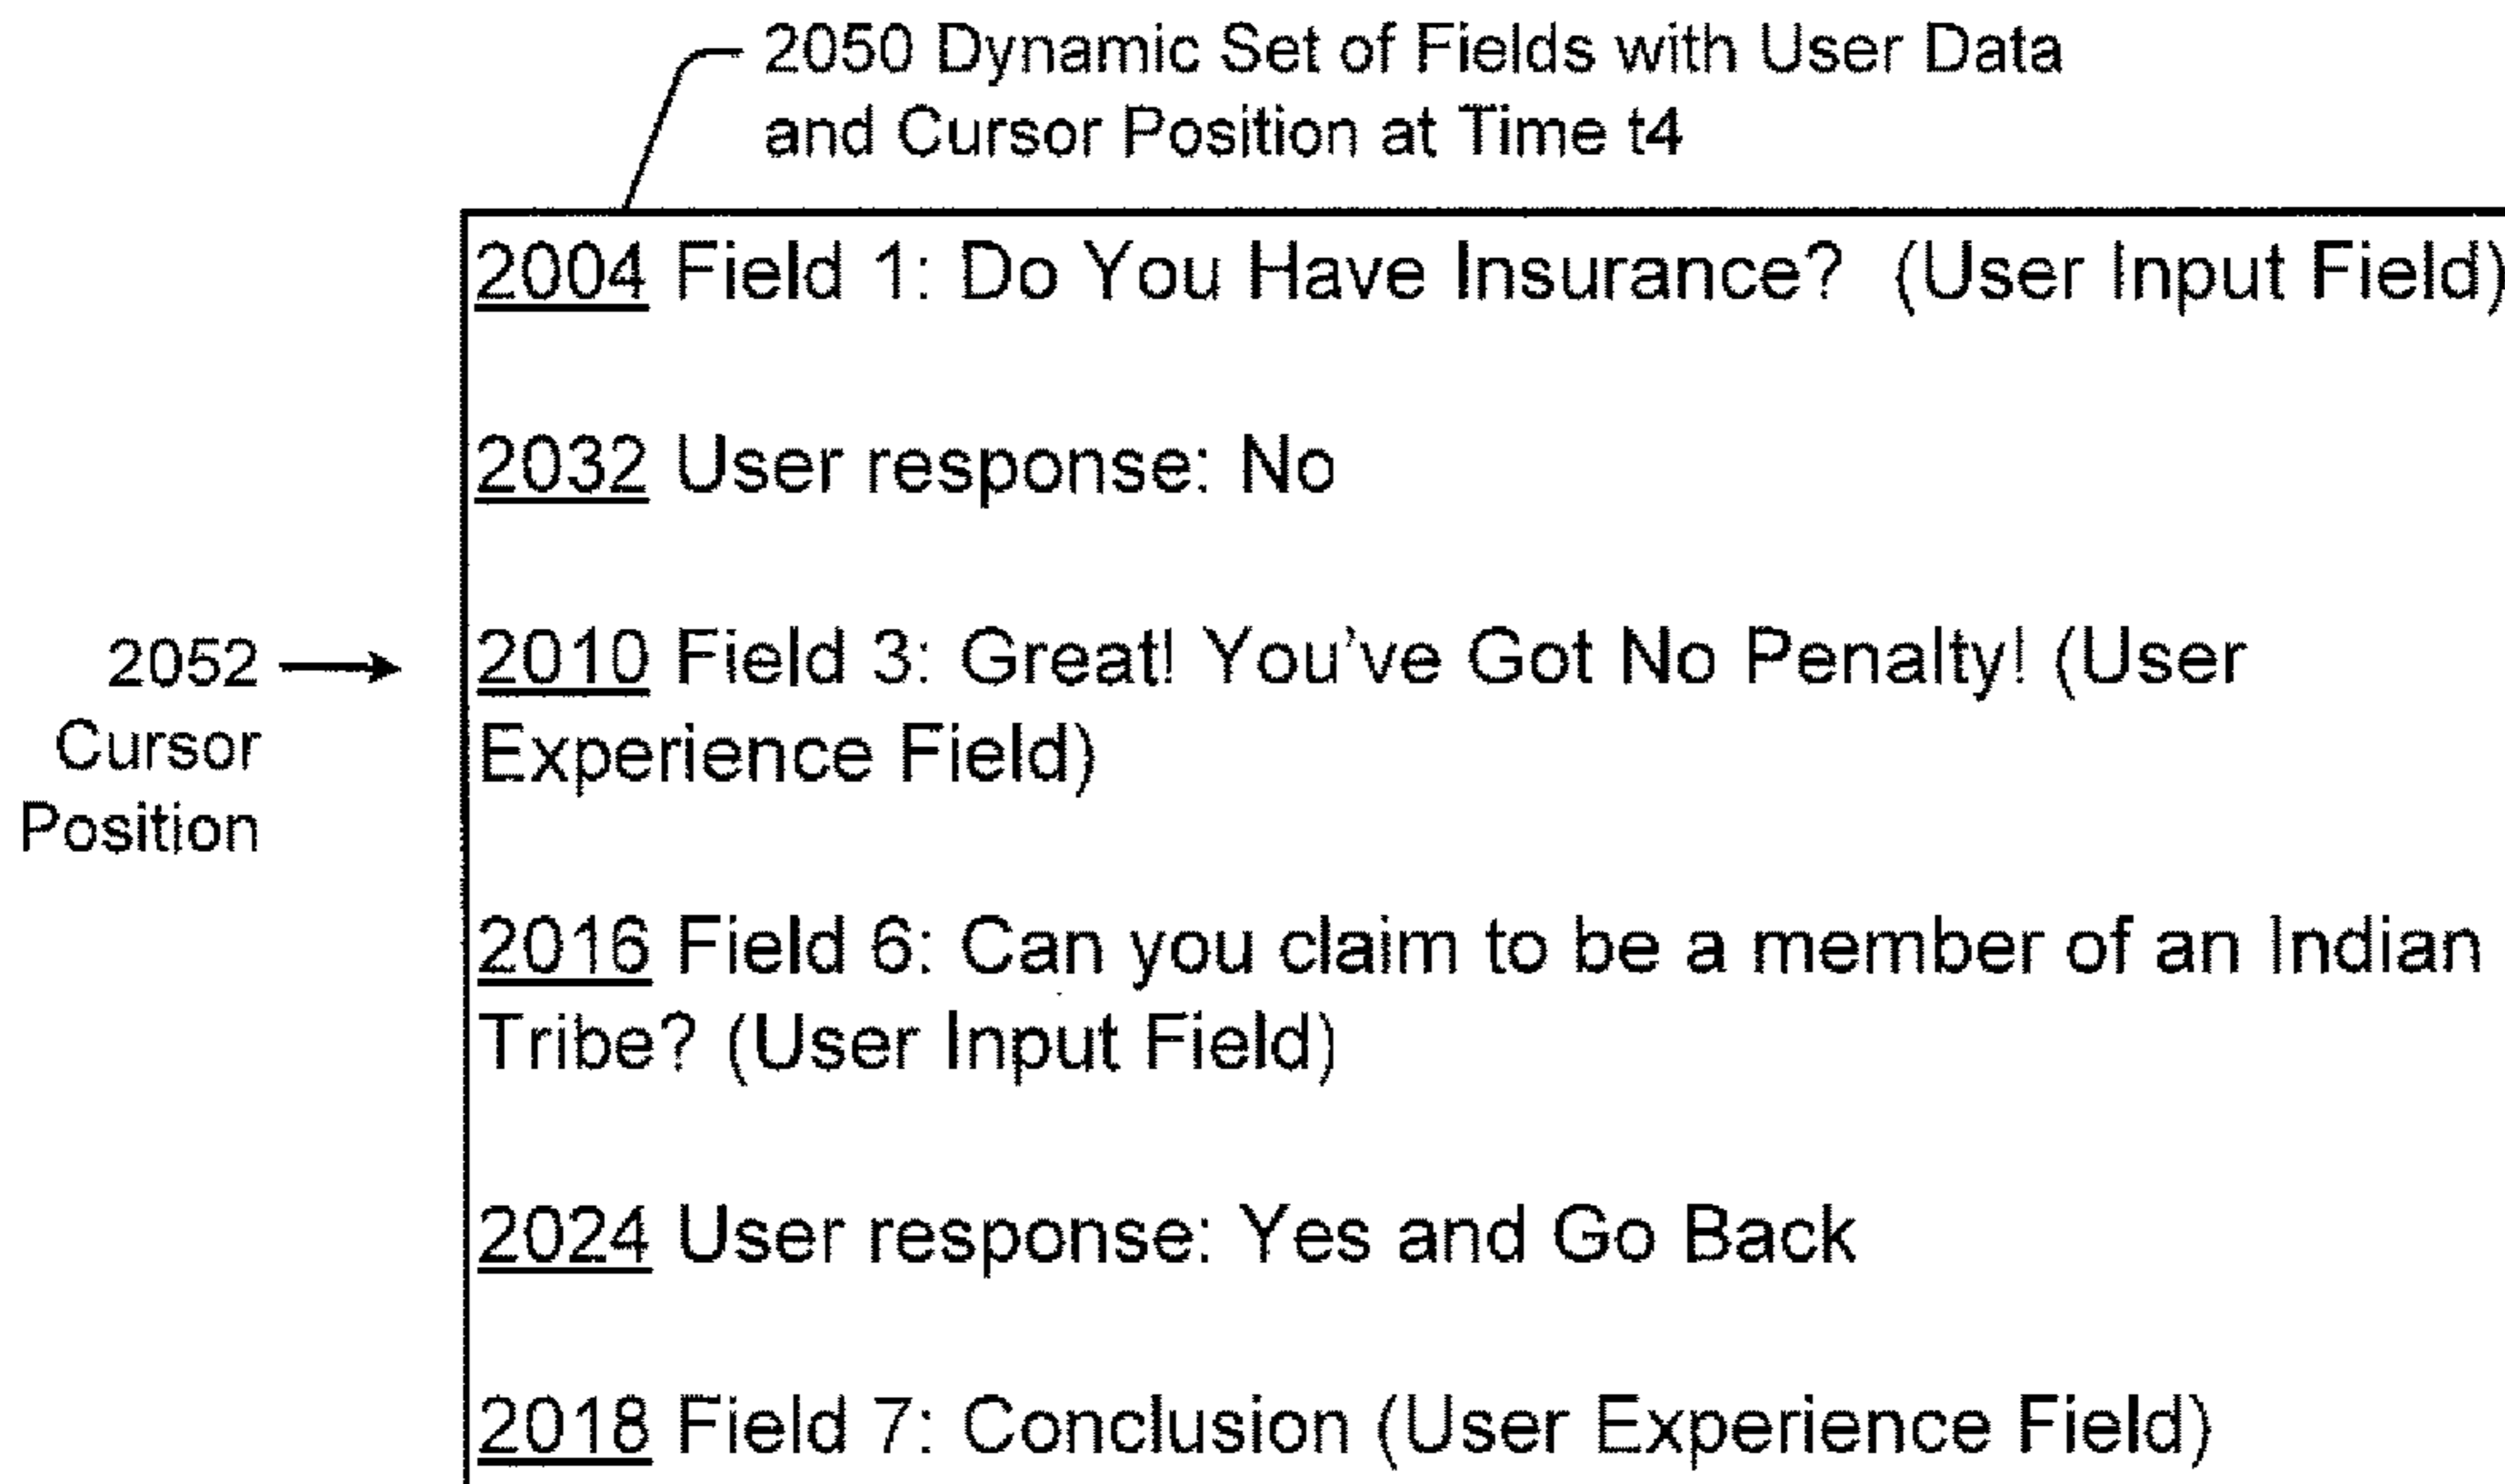 2050 Dynamic Set of Fields with User Data
and Cursor Position at Time t4
2004 Field 1: Do You Have Insurance? (User Input Field)
2032 User response: No
2052
Cursor
Position
2010 Field 3: Great! You've Got No Penalty! (User
Experience Field)
2016 Field 6: Can you claim to be a member of an Indian
Tribe? (User Input Field)
2024 User response: Yes and Go Back
2018 Field 7: Conclusion (User Experience Field)